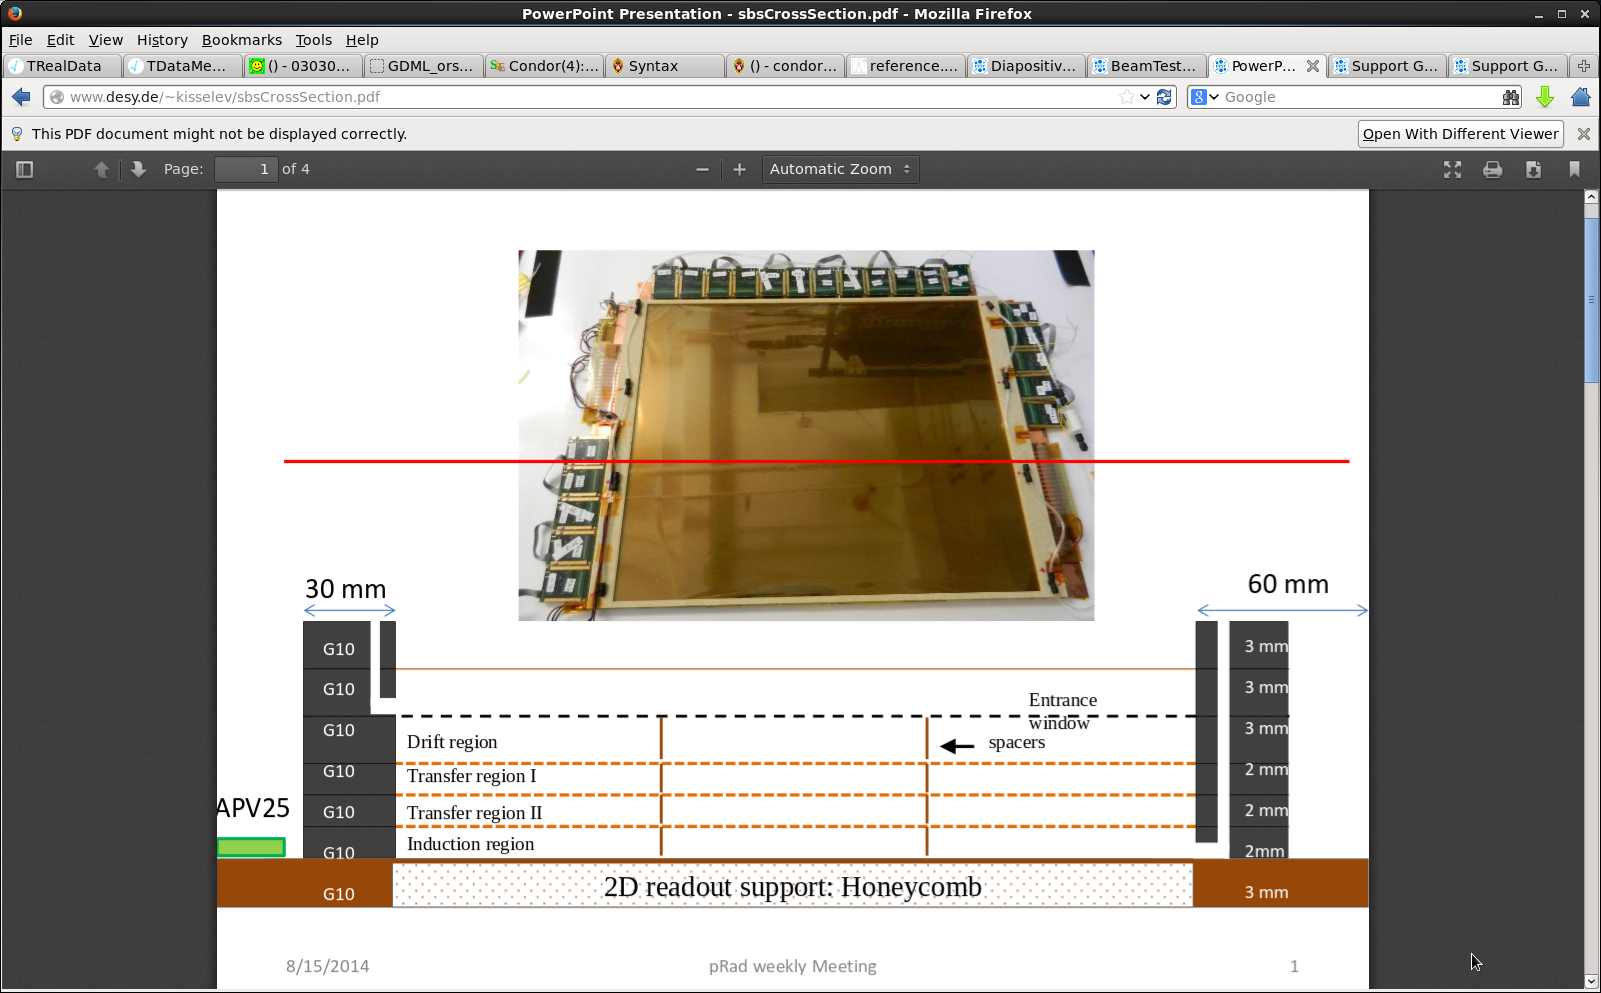 PowerPoint Presentation - sbsCrossSection.pdf - Mozilla Firefox
File Edit View History Bookmarks Tools Help
TRealData TDataMe... () - 03030... GDML_ors... Condor(4):... Syntax () - condor... reference.... Diapositiv... BeamTest... PowerP... Support G... Support G...
www.desy.de/~kisselev/sbsCrossSection.pdf Google
This PDF document might not be displayed correctly. Open With Different Viewer
Page: 1 of 4 Automatic Zoom
30 mm 60 mm
G10 3 mm
G10 3 mm
Entrance
window
G10 3 mm
Drift region spacers
G10 Transfer region I 2 mm
APV25 G10 Transfer region II 2 mm
G10 Induction region 2mm
G10 2D readout support: Honeycomb 3 mm
8/15/2014 pRad weekly Meeting 1